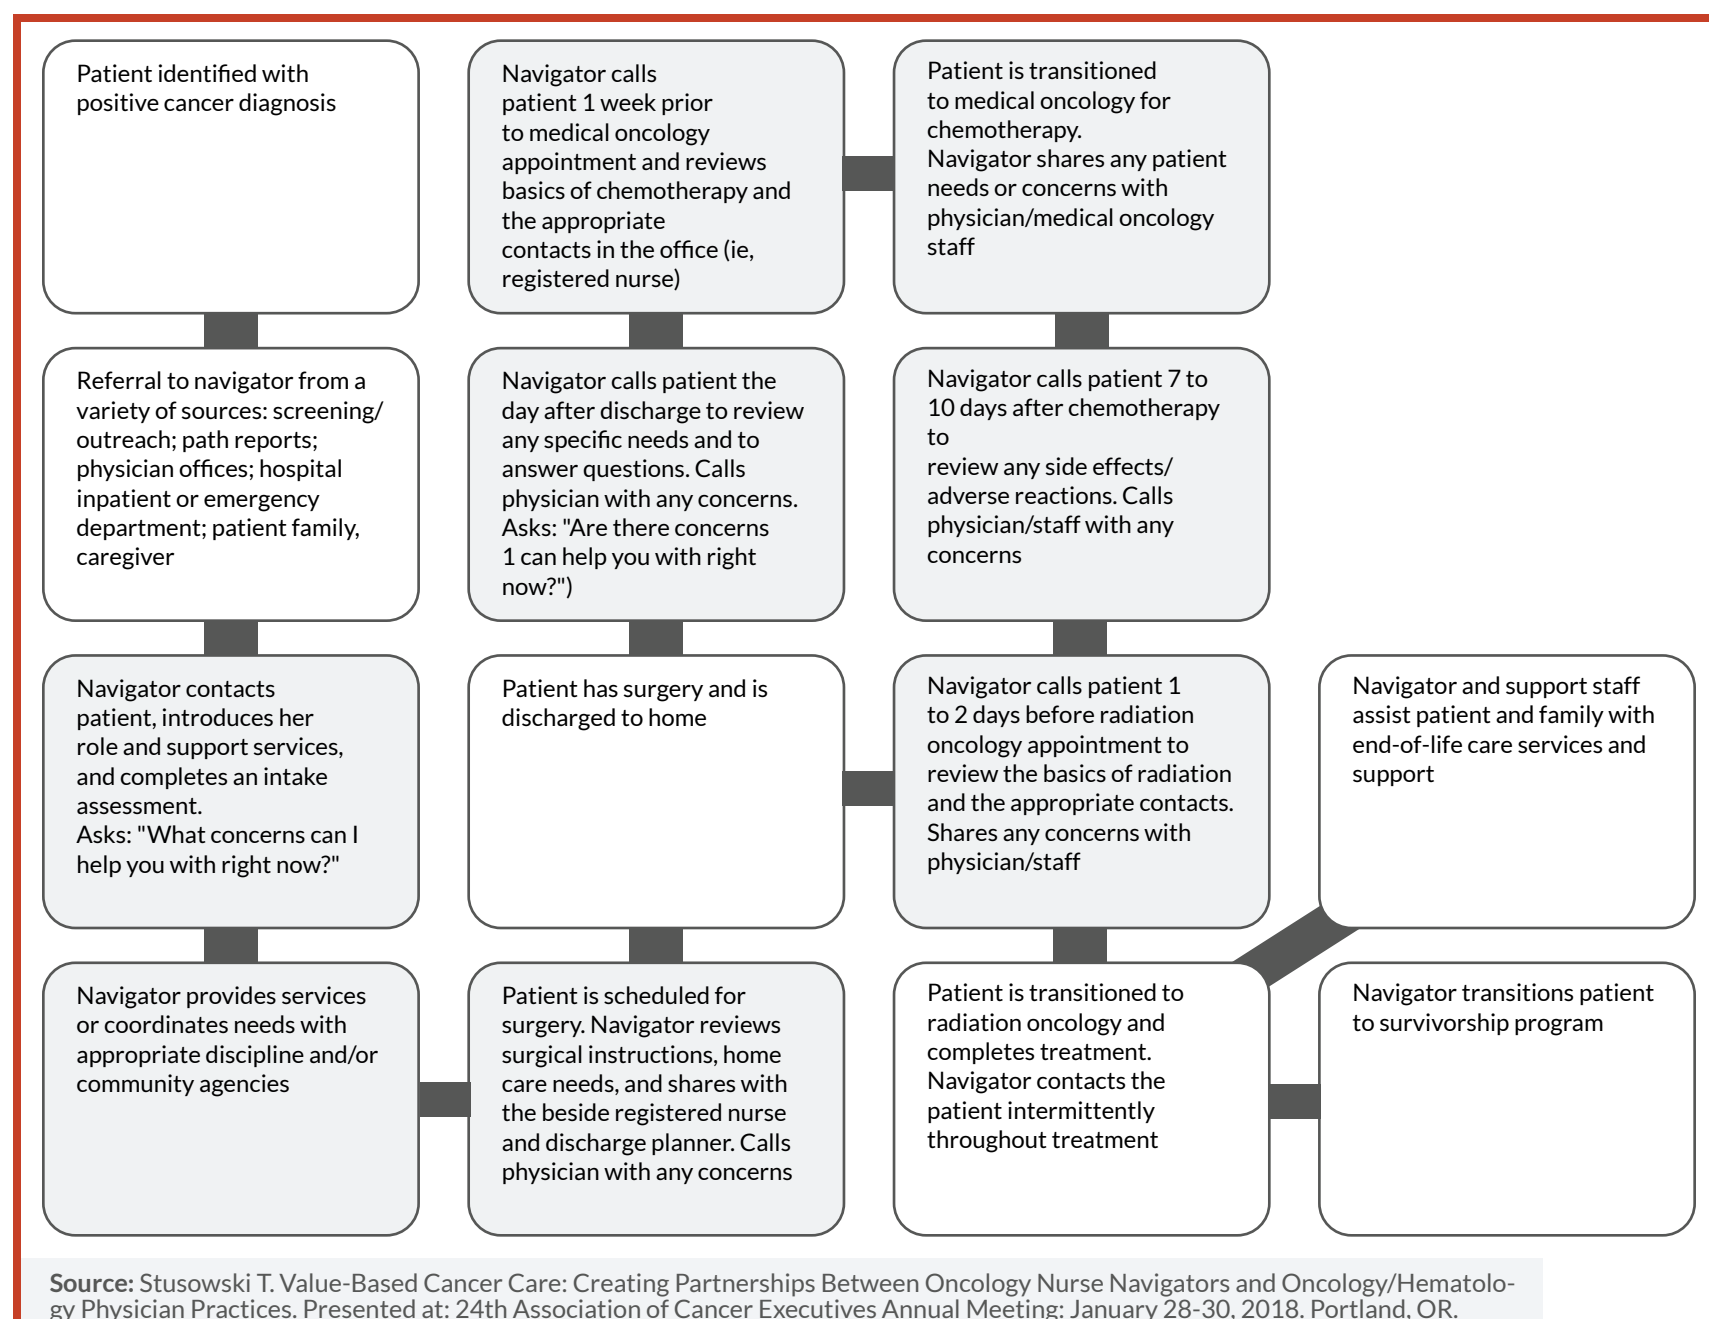 Patient identified with
positive cancer diagnosis
Referral to navigator from a
variety of sources: screening/
outreach; path reports;
physician offices; hospital
inpatient or emergency
department; patient family,
caregiver
Navigator contacts
patient, introduces her
role and support services,
and completes an intake
assessment.
Asks: "What concerns can I
help you with right now?"
Navigator provides services
or coordinates needs with
appropriate discipline and/or
community agencies
Patient is scheduled for
surgery. Navigator reviews
surgical instructions, home
care needs, and shares with
the beside registered nurse
and discharge planner. Calls
physician with any concerns
Patient has surgery and is
discharged to home
Navigator calls patient the
day after discharge to review
any specific needs and to
answer questions. Calls
physician with any concerns.
Asks: "Are there concerns
1 can help you with right
now?")
Navigator calls
patient 1 week prior
to medical oncology
appointment and reviews
basics of chemotherapy and
the appropriate
contacts in the office (ie,
registered nurse)
Patient is transitioned
to medical oncology for
chemotherapy.
Navigator shares any patient
needs or concerns with
physician/medical oncology
staff
Navigator calls patient 7 to
10 days after chemotherapy
to
review any side effects/
adverse reactions. Calls
physician/staff with any
concerns
Navigator calls patient 1
to 2 days before radiation
oncology appointment to
review the basics of radiation
and the appropriate contacts.
Shares any concerns with
physician/staff
Patient is transitioned to
radiation oncology and
completes treatment.
Navigator contacts the
patient intermittently
throughout treatment
Navigator and support staff
assist patient and family with
end-of-life care services and
support
Navigator transitions patient
to survivorship program
Source: Stusowski T. Value-Based Cancer Care: Creating Partnerships Between Oncology Nurse Navigators and Oncology/Hematolo-
gy Physician Practices. Presented at: 24th Association of Cancer Executives Annual Meeting; January 28-30, 2018. Portland, OR.